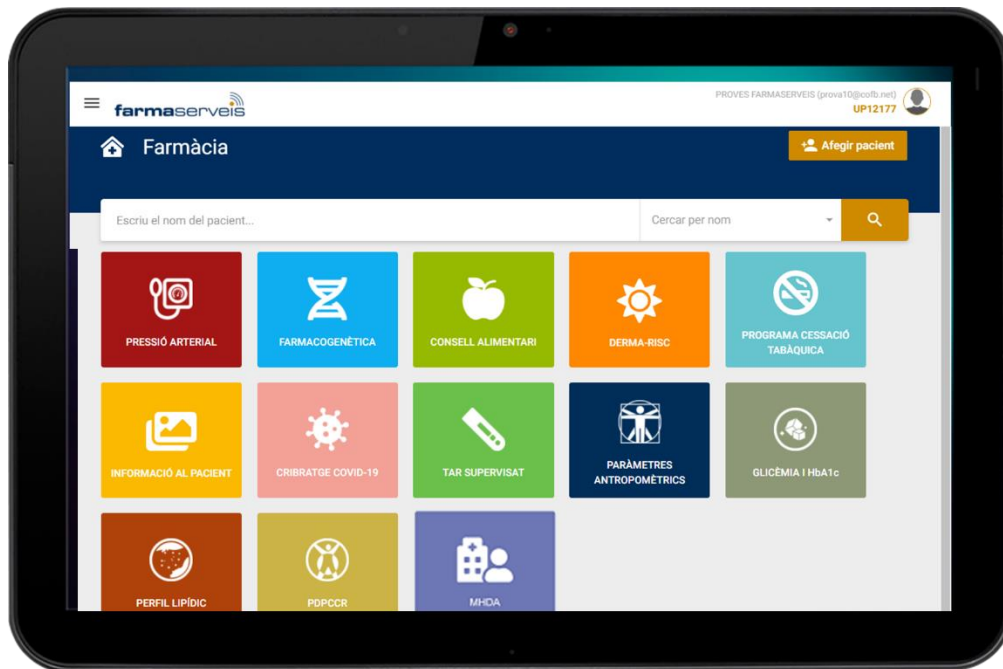 farmaserveis
PROVES FARMASERVEIS (prova10@cofb.net)
UP12177
Farmàcia
Afegir pacient
Escriu el nom del pacient...
Cercar per nom
PRESSIÓ ARTERIAL
FARMACOGENÈTICA
CONSELL ALIMENTARI
DERMA-RISC
PROGRAMA CESSACIÓ
TABÀQUICA
INFORMACIÓ AL PACIENT
CRIBRATGE COVID-19
TAR SUPERVISAT
PARÀMETRES
ANTROPOMÈTRICS
GLICÈMIA I HbA1c
PERFIL LIPÍDIC
PDPCCR
MHDA